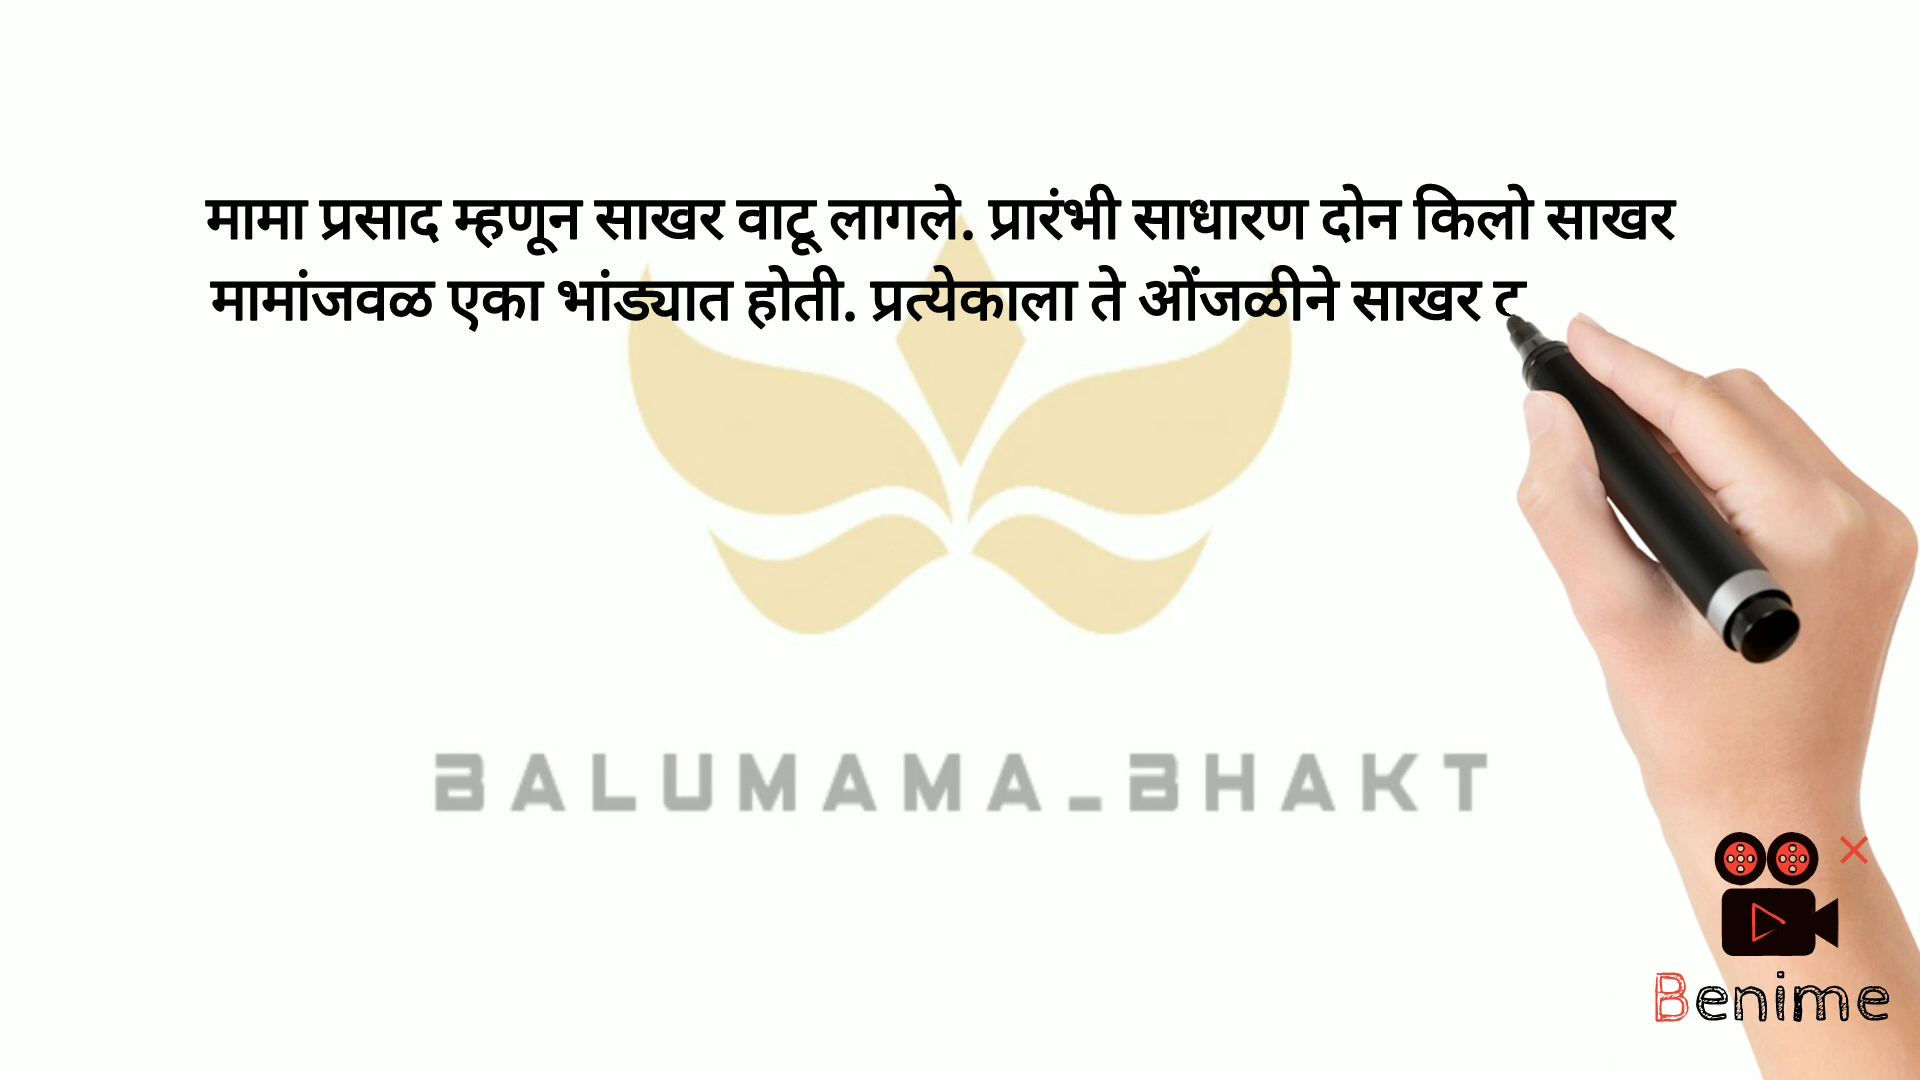 मामा प्रसाद म्हणून साखर वाटू लागले. प्रारंभी साधारण दोन किलो साखर
मामांजवळ एका भांड्यात होती. प्रत्येकाला ते ओंजळीने साखर
BALUMAMA_BHAKT
Benime